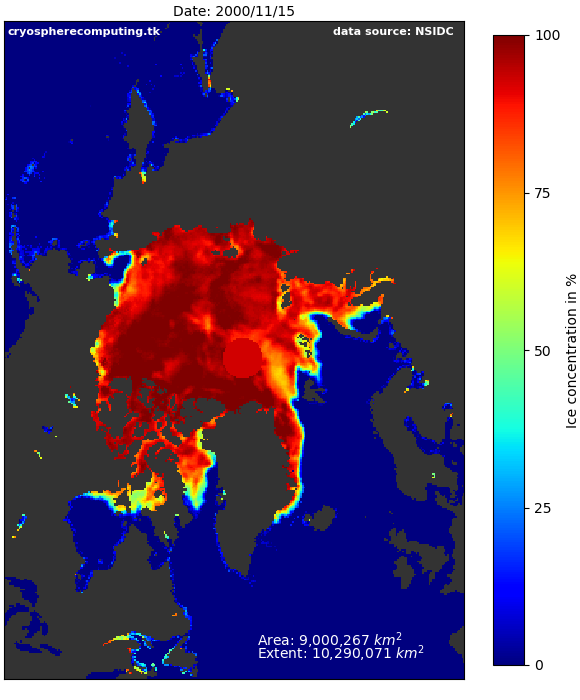 Date: 2000/11/15
cryospherecomputing.tk data source: NSIDC
100
75
50
25
0
Ice concentration in %
Area: 9,000,267 km²
Extent: 10,290,071 km²